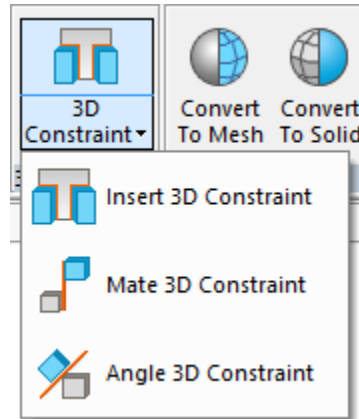 3D
Constraint
Convert
To Mesh
Convert
To Solid
Insert 3D Constraint
Mate 3D Constraint
Angle 3D Constraint